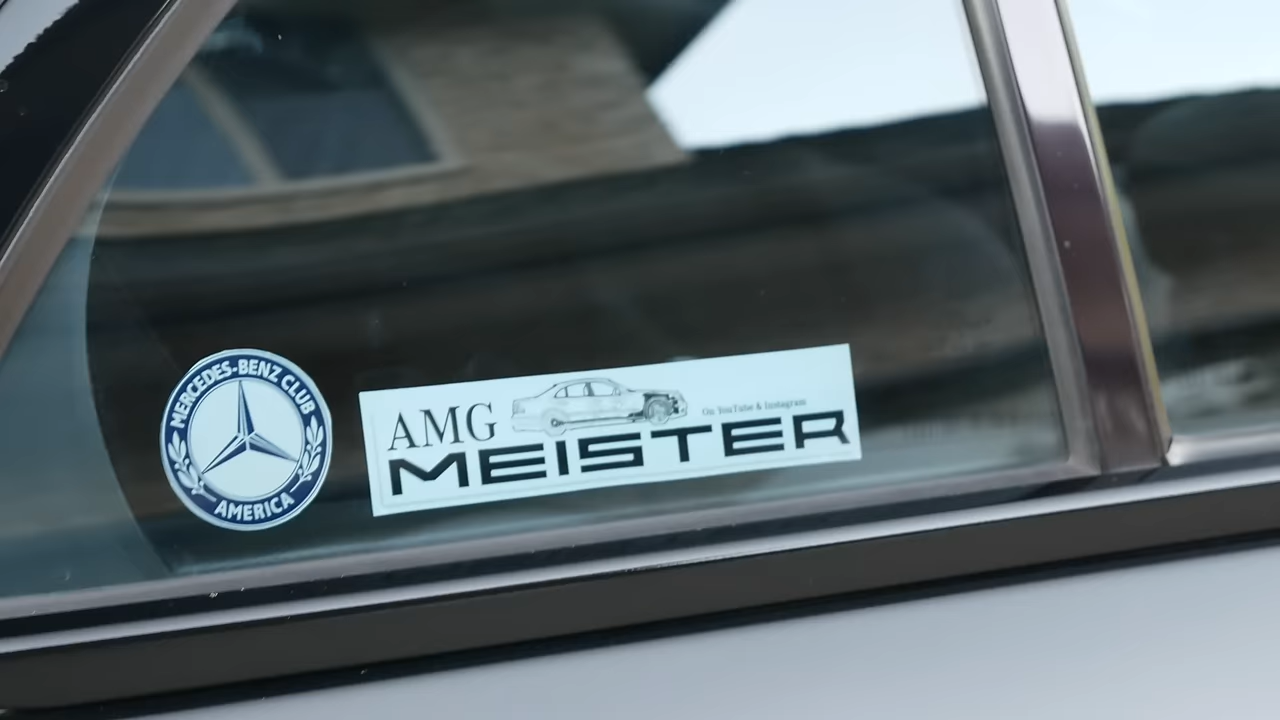 MERCEDES-BENZ CLUB
AMERICA
AMG
On YouTube & Instagram
MEISTER